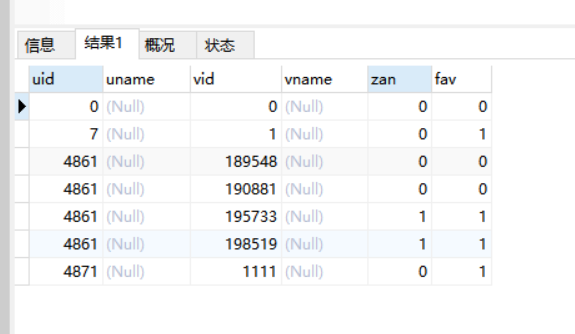 信息 结果1 概况 状态
uid uname vid vname zan fav
0 (Null) 0 (Null) 0 0
7 (Null) 1 (Null) 0 1
4861 (Null) 189548 (Null) 0 0
4861 (Null) 190881 (Null) 0 0
4861 (Null) 195733 (Null) 1 1
4861 (Null) 198519 (Null) 1 1
4871 (Null) 1111 (Null) 0 1